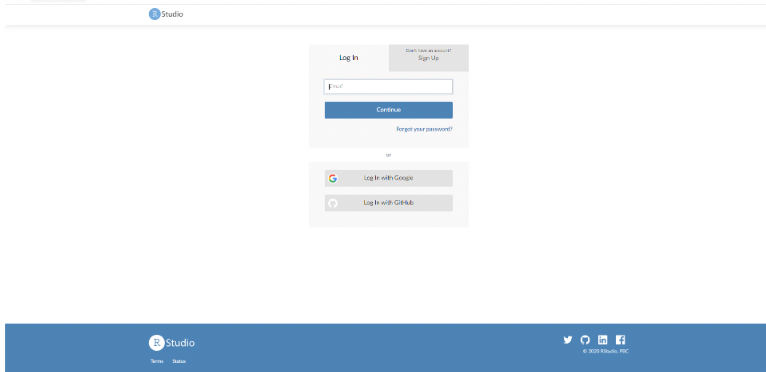 R Studio
Log In
Don't have an account?
Sign Up
Email
Continue
Forgot your password?
or
Log In with Google
Log In with GitHub
R Studio
Terms Status
© 2020 RStudio, PBC